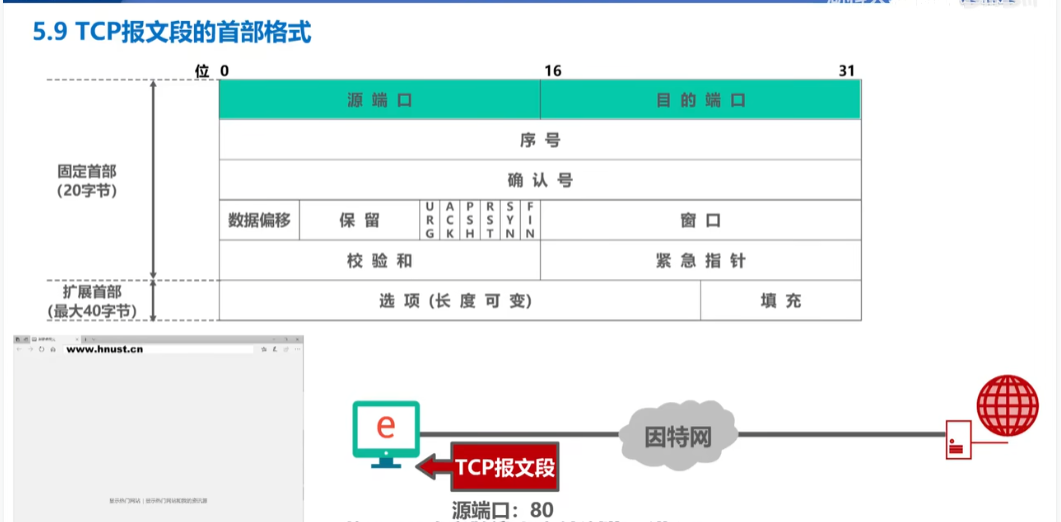 5.9 TCP报文段的首部格式
位 0 16 31
源端口 目的端口
序号
固定首部
(20字节)
确认号
数据偏移 保留 URG ACK PSH RST SYN FIN 窗口
校验和 紧急指针
扩展首部
(最大40字节)
选项 (长度可变) 填充
www.hnust.cn
e
因特网
TCP报文段
源端口：80